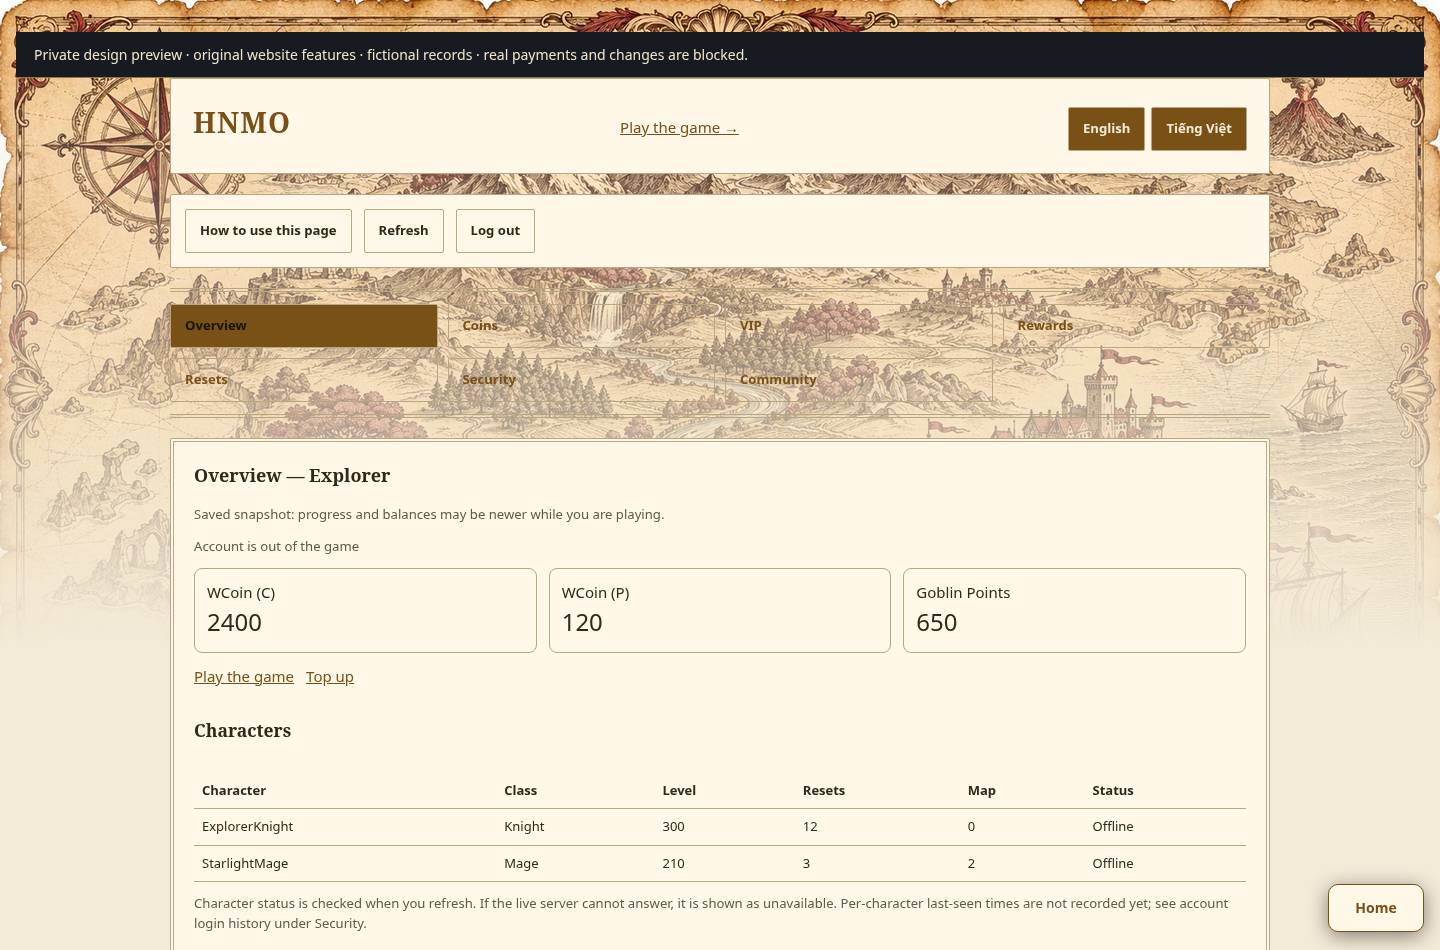 Private design preview · original website features · fictional records · real payments and changes are blocked.
HNMO
Play the game →
English
Tiếng Việt
How to use this page
Refresh
Log out
Overview
Coins
VIP
Rewards
Resets
Security
Community
Overview — Explorer
Saved snapshot: progress and balances may be newer while you are playing.
Account is out of the game
WCoin (C)
2400
WCoin (P)
120
Goblin Points
650
Play the game Top up
Characters
Character Class Level Resets Map Status
ExplorerKnight Knight 300 12 0 Offline
StarlightMage Mage 210 3 2 Offline
Character status is checked when you refresh. If the live server cannot answer, it is shown as unavailable. Per-character last-seen times are not recorded yet; see account
login history under Security.
Home